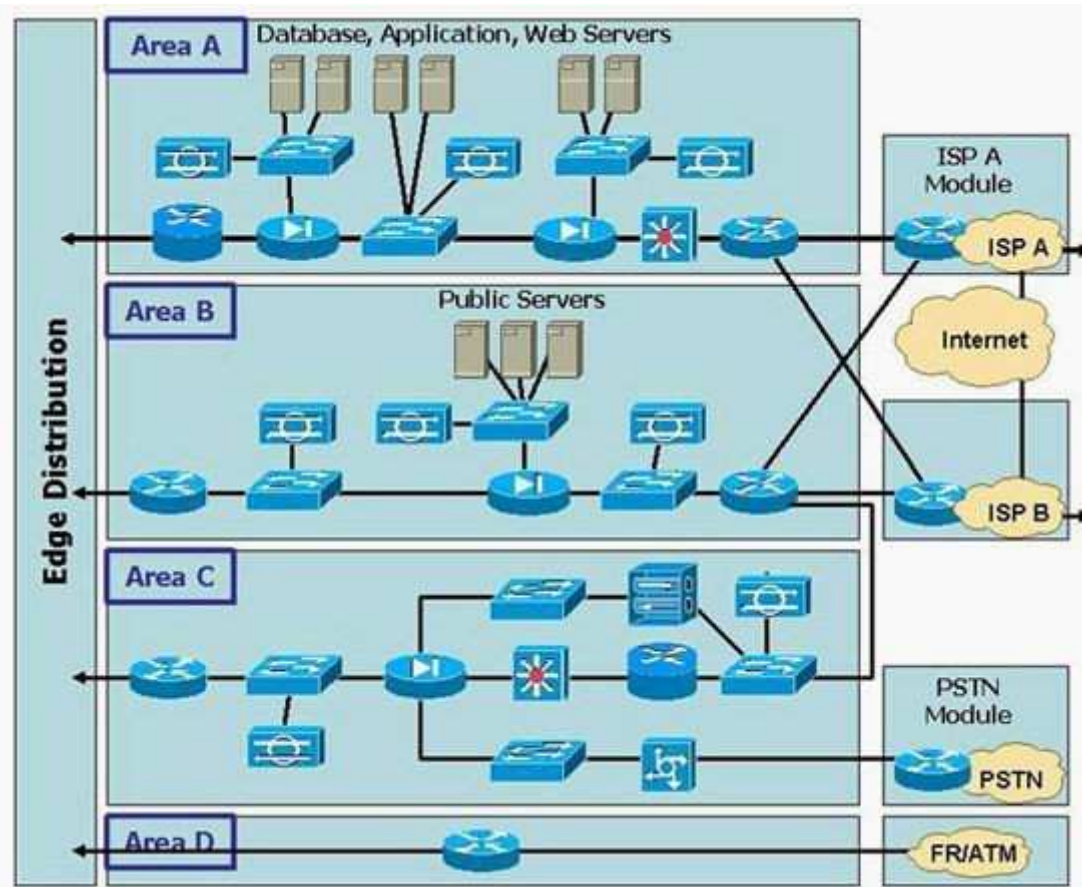 Area A
Database, Application, Web Servers
ISP A
Module
ISP A
Edge Distribution
Area B
Public Servers
Internet
ISP B
Area C
PSTN
Module
PSTN
Area D
FR/ATM